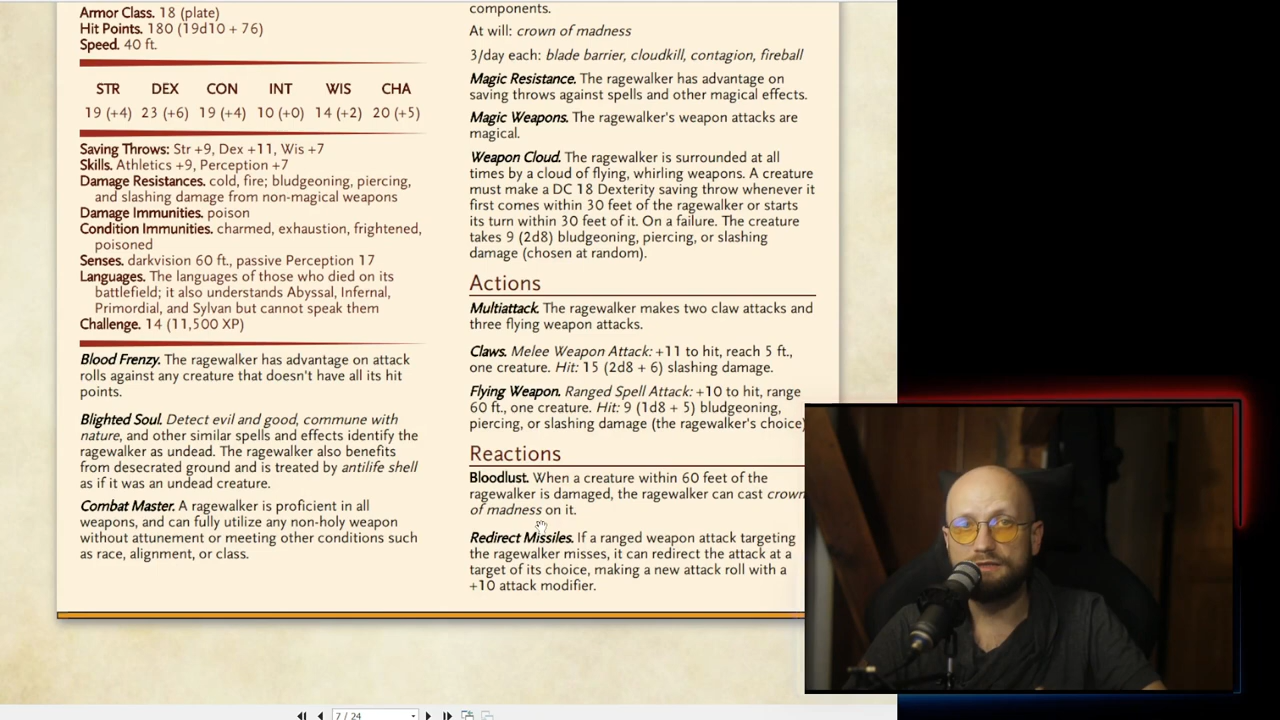 Armor Class. 18 (plate)
Hit Points. 180 (19d10 + 76)
Speed. 40 ft.
STR DEX CON INT WIS CHA
19 (+4) 23 (+6) 19 (+4) 10 (+0) 14 (+2) 20 (+5)
Saving Throws: Str +9, Dex +11, Wis +7
Skills. Athletics +9, Perception +7
Damage Resistances. cold, fire; bludgeoning, piercing,
and slashing damage from non-magical weapons
Damage Immunities. poison
Condition Immunities. charmed, exhaustion, frightened,
poisoned
Senses. darkvision 60 ft., passive Perception 17
Languages. The languages of those who died on its
battlefield; it also understands Abyssal, Infernal,
Primordial, and Sylvan but cannot speak them
Challenge. 14 (11,500 XP)
Blood Frenzy. The ragewalker has advantage on attack
rolls against any creature that doesn't have all its hit
points.
Blighted Soul. Detect evil and good, commune with
nature, and other similar spells and effects identify the
ragewalker as undead. The ragewalker also benefits
from desecrated ground and is treated by antilife shell
as if it was an undead creature.
Combat Master. A ragewalker is proficient in all
weapons, and can fully utilize any non-holy weapon
without attunement or meeting other conditions such
as race, alignment, or class.
components.
At will: crown of madness
3/day each: blade barrier, cloudkill, contagion, fireball
Magic Resistance. The ragewalker has advantage on
saving throws against spells and other magical effects.
Magic Weapons. The ragewalker's weapon attacks are
magical.
Weapon Cloud. The ragewalker is surrounded at all
times by a cloud of flying, whirling weapons. A creature
must make a DC 18 Dexterity saving throw whenever it
first comes within 30 feet of the ragewalker or starts
its turn within 30 feet of it. On a failure. The creature
takes 9 (2d8) bludgeoning, piercing, or slashing
damage (chosen at random).
Actions
Multiattack. The ragewalker makes two claw attacks and
three flying weapon attacks.
Claws. Melee Weapon Attack: +11 to hit, reach 5 ft.,
one creature. Hit: 15 (2d8 + 6) slashing damage.
Flying Weapon. Ranged Spell Attack: +10 to hit, range
60 ft., one creature. Hit: 9 (1d8 + 5) bludgeoning,
piercing, or slashing damage (the ragewalker's choice)
Reactions
Bloodlust. When a creature within 60 feet of the
ragewalker is damaged, the ragewalker can cast crown
of madness on it.
Redirect Missiles. If a ranged weapon attack targeting
the ragewalker misses, it can redirect the attack at a
target of its choice, making a new attack roll with a
+10 attack modifier.
7 / 24